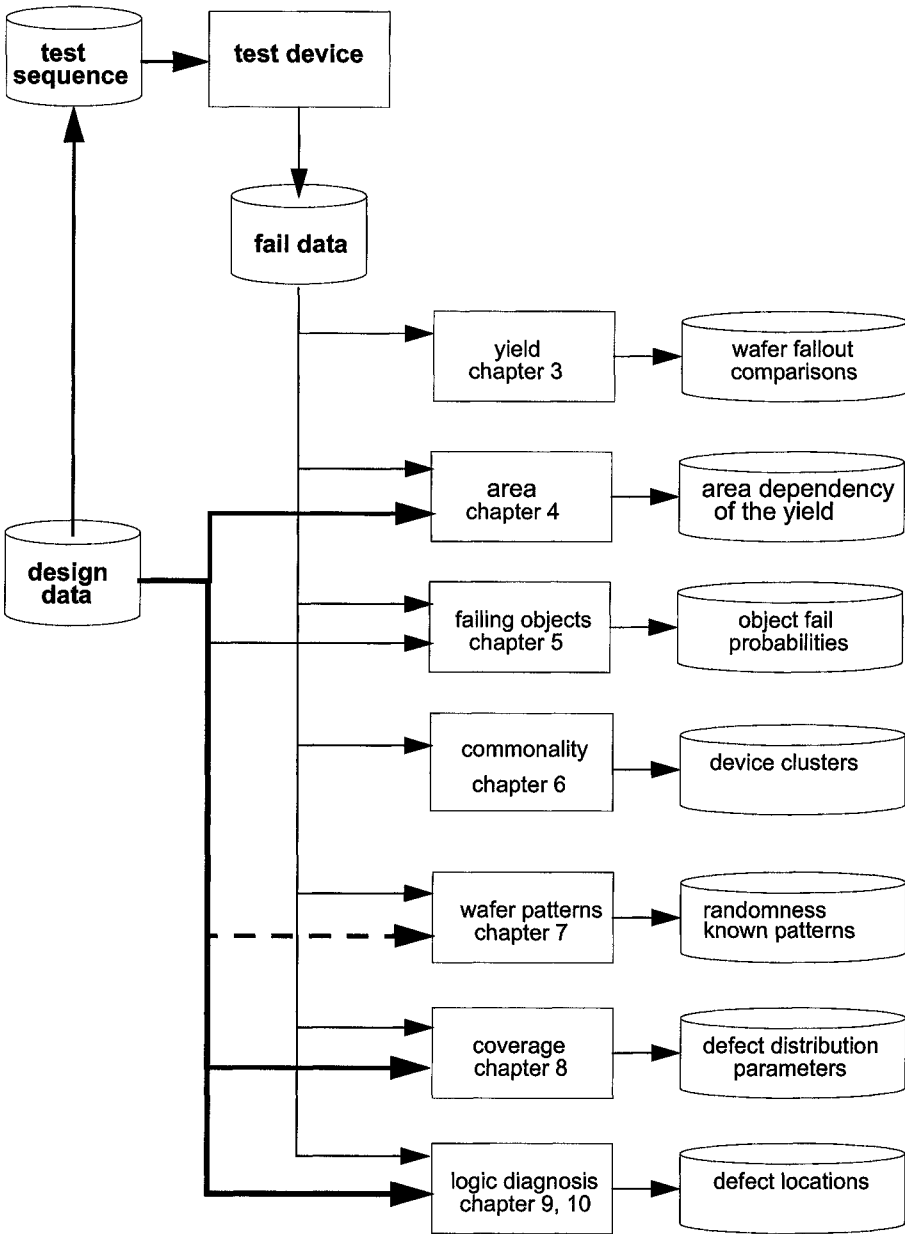 test
sequence
test device
fail data
yield
chapter 3
wafer fallout
comparisons
area
chapter 4
area dependency
of the yield
design
data
failing objects
chapter 5
object fail
probabilities
commonality
chapter 6
device clusters
wafer patterns
chapter 7
randomness
known patterns
coverage
chapter 8
defect distribution
parameters
logic diagnosis
chapter 9, 10
defect locations